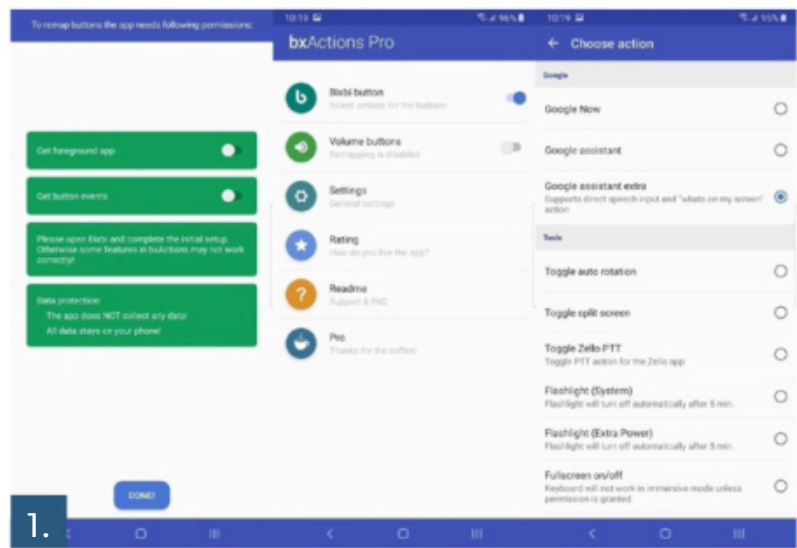 To remap buttons the app needs following permissions:
Get foreground app
Get button events
Please open Bixbi and complete the initial setup.
Otherwise some features in bxActions may not work
correctly!
Data protection:
The app does NOT collect any data!
All data stays on your phone!
DONE!
1.
10:19
96%
bxActions Pro
Bixbi button
Select actions for the buttons
Volume buttons
Remapping is disabled
Settings
General settings
Rating
How do you like the app?
Readme
Support & FAQ
Pro
Thanks for the coffee!
10:19
95%
Choose action
Google
Google Now
Google assistant
Google assistant extra
Supports direct speech input and "whats on my screen"
action
Tools
Toggle auto rotation
Toggle split screen
Toggle Zello PTT
Toggle PTT action for the Zello app
Flashlight (System)
Flashlight will turn off automatically after 5 min.
Flashlight (Extra Power)
Flashlight will turn off automatically after 5 min.
Fullscreen on/off
Keyboard will not work in immersive mode unless
permission is granted.